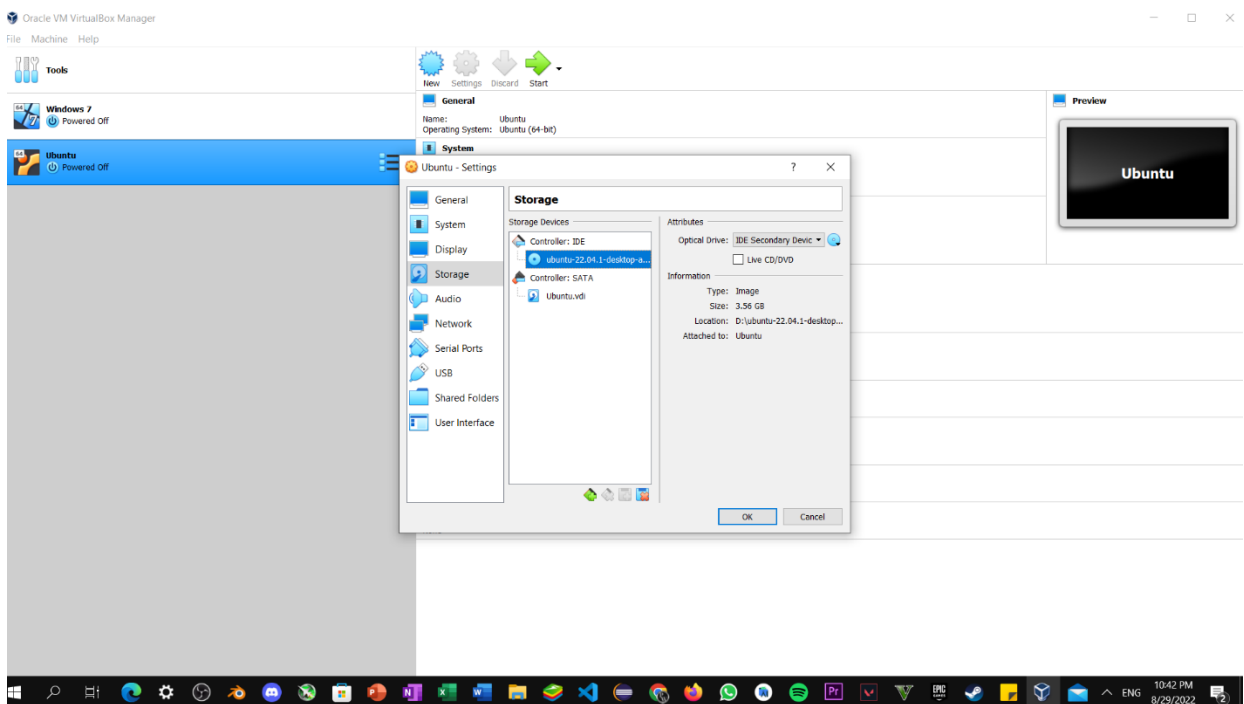 Oracle VM VirtualBox Manager
File Machine Help
Tools
New Settings Discard Start
Windows 7
Powered Off
Ubuntu
Powered Off
General
Name: Ubuntu
Operating System: Ubuntu (64-bit)
System
Preview
Ubuntu
Ubuntu - Settings
General
System
Display
Storage
Audio
Network
Serial Ports
USB
Shared Folders
User Interface
Storage
Storage Devices
Controller: IDE
ubuntu-22.04.1-desktop-a...
Controller: SATA
Ubuntu.vdi
Attributes
Optical Drive: IDE Secondary Devic
Live CD/DVD
Information
Type: Image
Size: 3.56 GB
Location: D:\ubuntu-22.04.1-desktop...
Attached to: Ubuntu
OK Cancel
ENG
10:42 PM
8/29/2022